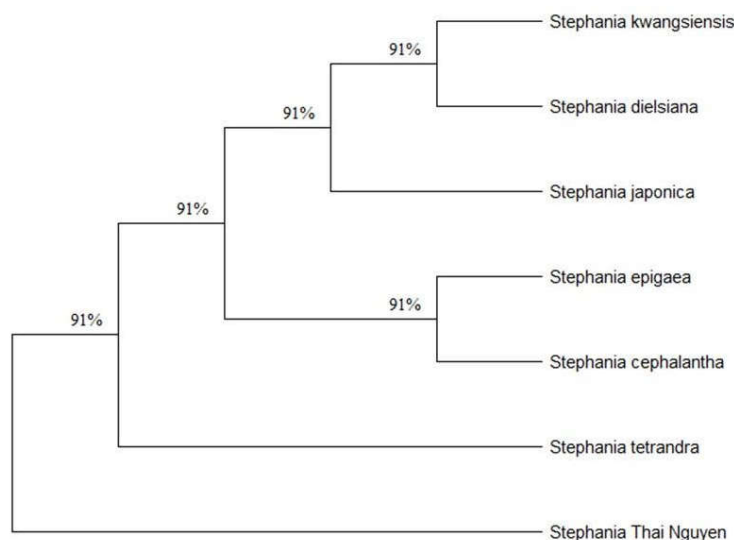 Stephania kwangsiensis
91%
Stephania dielsiana
91%
Stephania japonica
91%
Stephania epigaea
91%
Stephania cephalantha
91%
Stephania tetrandra
Stephania Thai Nguyen